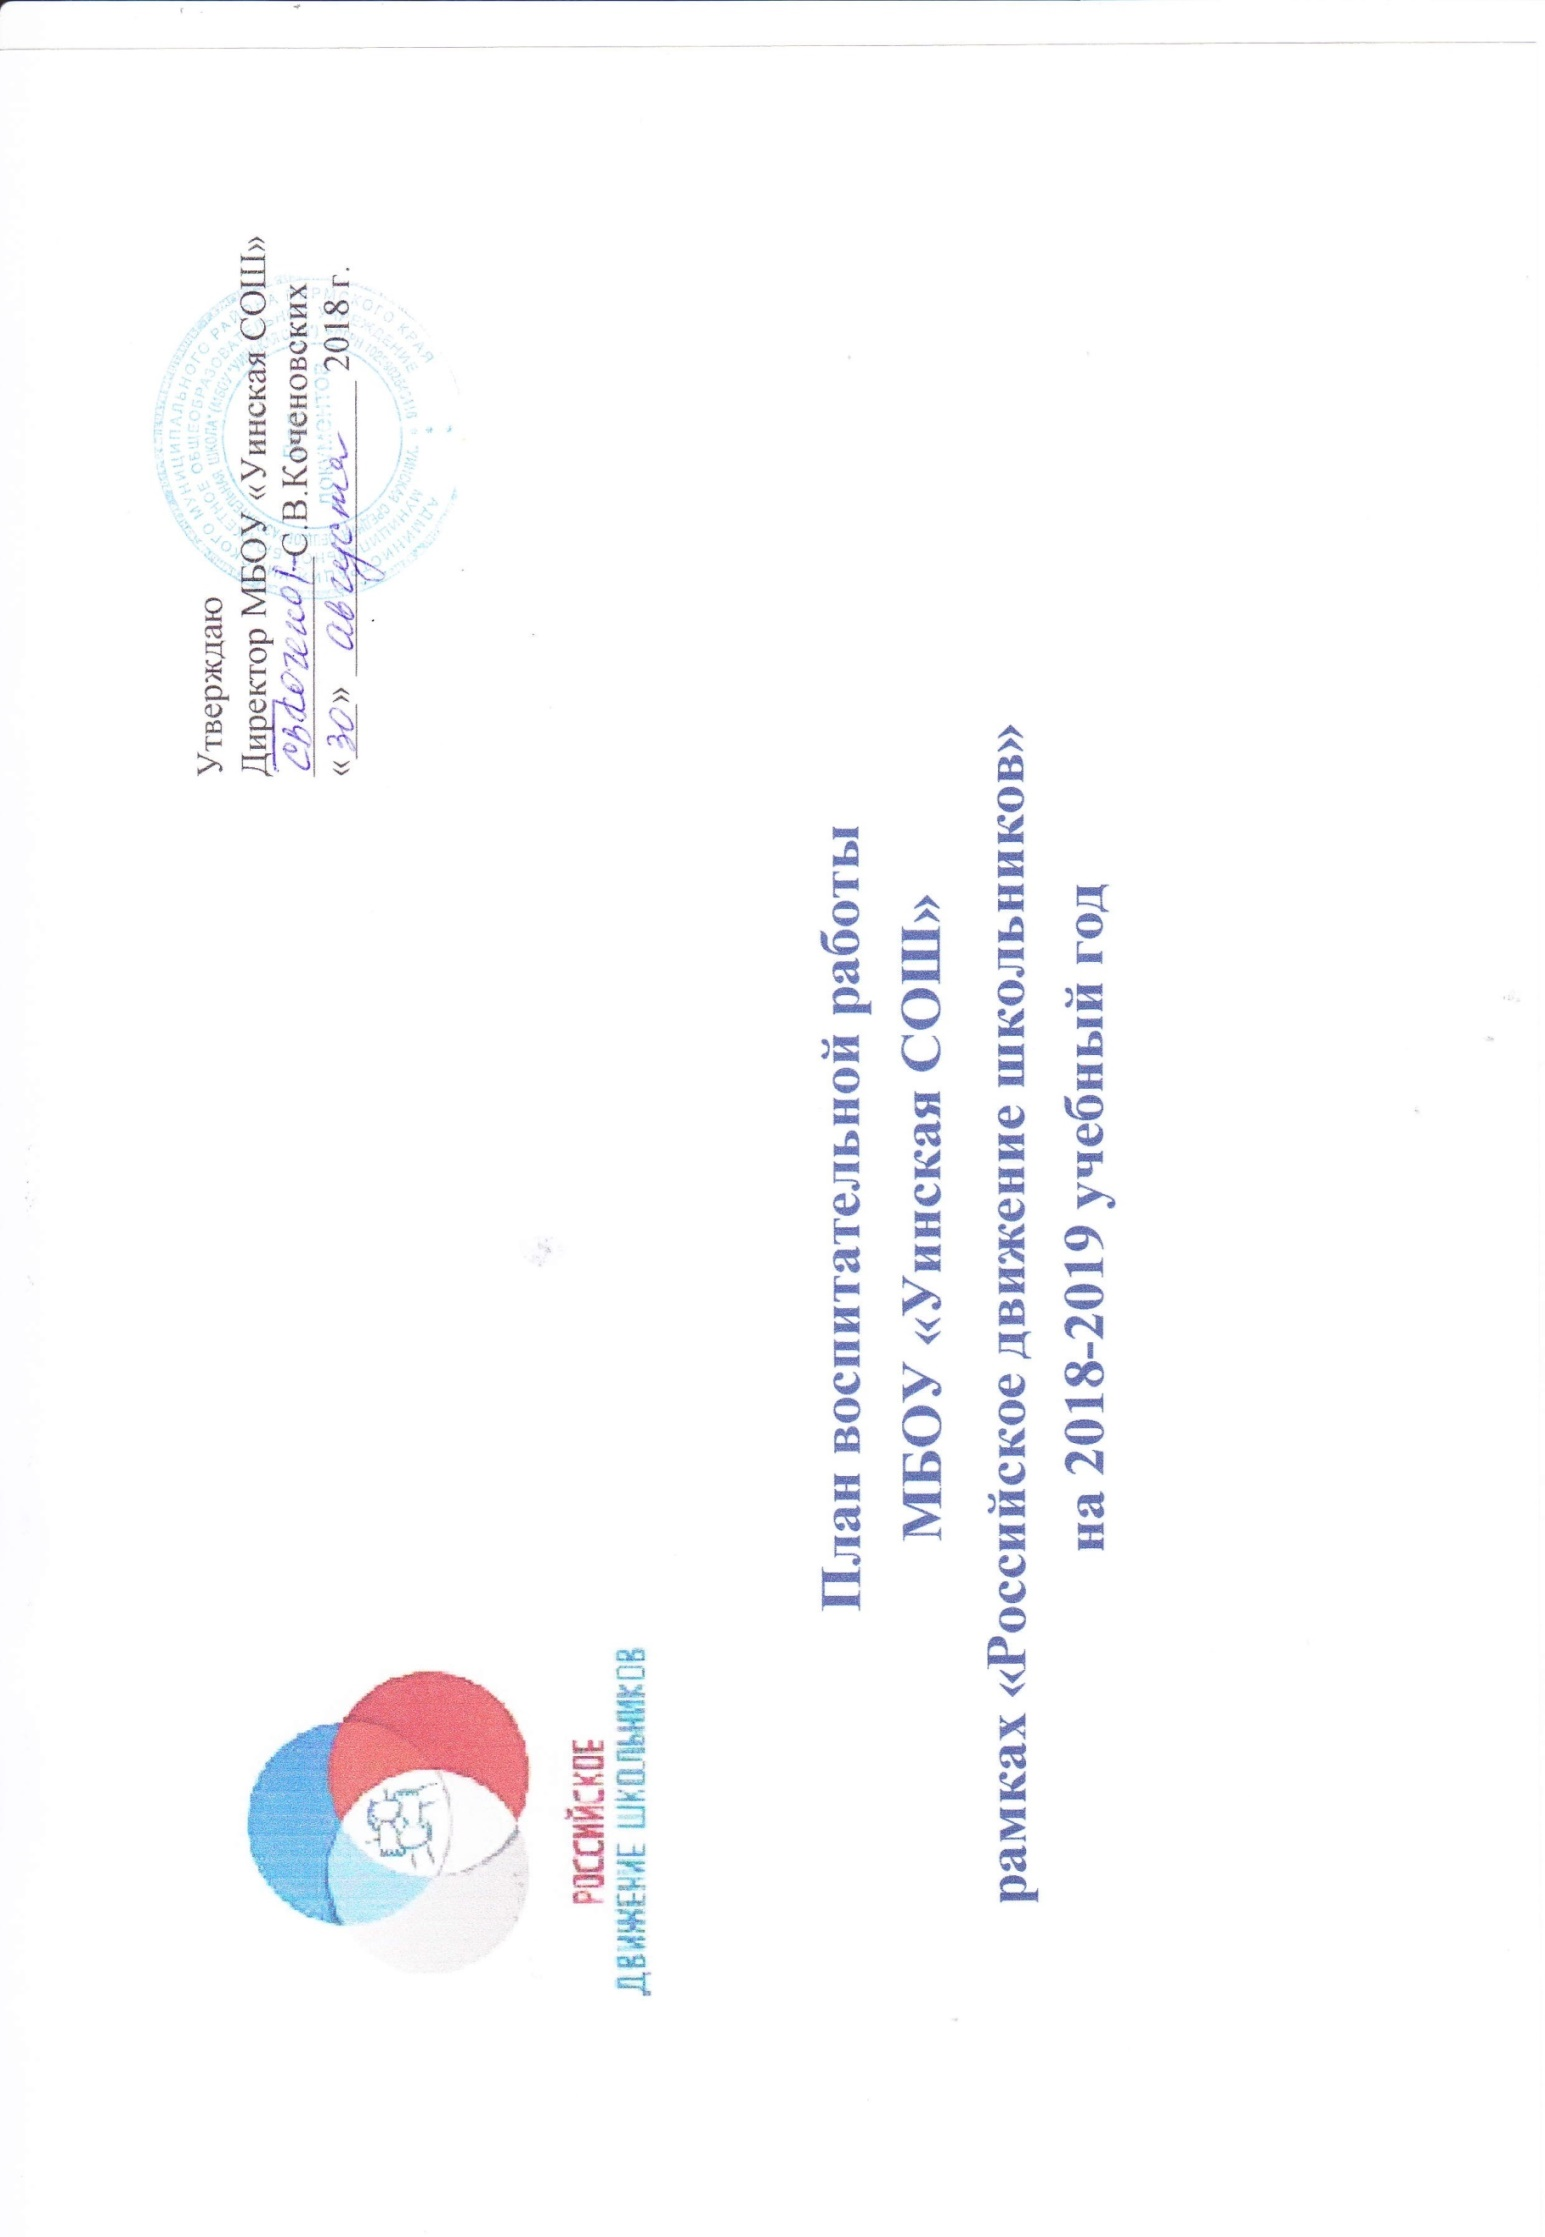 Утверждаю
Директор МБОУ «Уинская СОШ»
С.В.Коченовских
«30» августа 2018 г.
РОССИЙСКОЕ
ДВИЖЕНИЕ ШКОЛЬНИКОВ
План воспитательной работы
МБОУ «Уинская СОШ»
рамках «Российское движение школьников»
на 2018-2019 учебный год